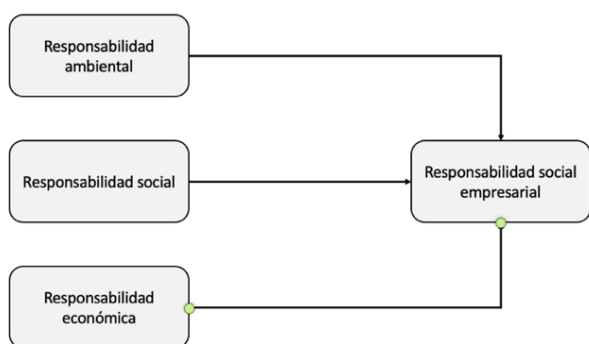 Responsabilidad
ambiental
Responsabilidad social
Responsabilidad social
empresarial
Responsabilidad
económica